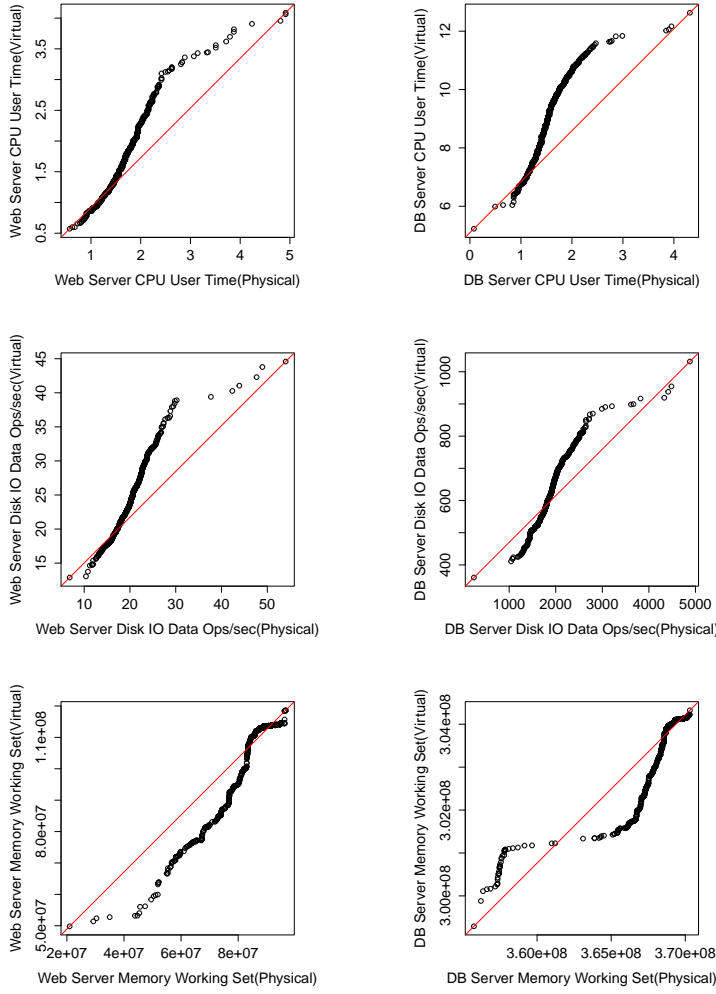 0.5 1.5 2.5 3.5
Web Server CPU User Time(Virtual)
1 2 3 4 5
Web Server CPU User Time(Physical)
6 8 10 12
DB Server CPU User Time(Virtual)
0 1 2 3 4
DB Server CPU User Time(Physical)
15 20 25 30 35 40 45
Web Server Disk IO Data Ops/sec(Virtual)
10 20 30 40 50
Web Server Disk IO Data Ops/sec(Physical)
400 600 800 1000
DB Server Disk IO Data Ops/sec(Virtual)
1000 2000 3000 4000 5000
DB Server Disk IO Data Ops/sec(Physical)
5.0e+07 8.0e+07 1.1e+08
Web Server Memory Working Set(Virtual)
2e+07 4e+07 6e+07 8e+07
Web Server Memory Working Set(Physical)
3.00e+08 3.02e+08 3.04e+08
DB Server Memory Working Set(Virtual)
3.60e+08 3.65e+08 3.70e+08
DB Server Memory Working Set(Physical)